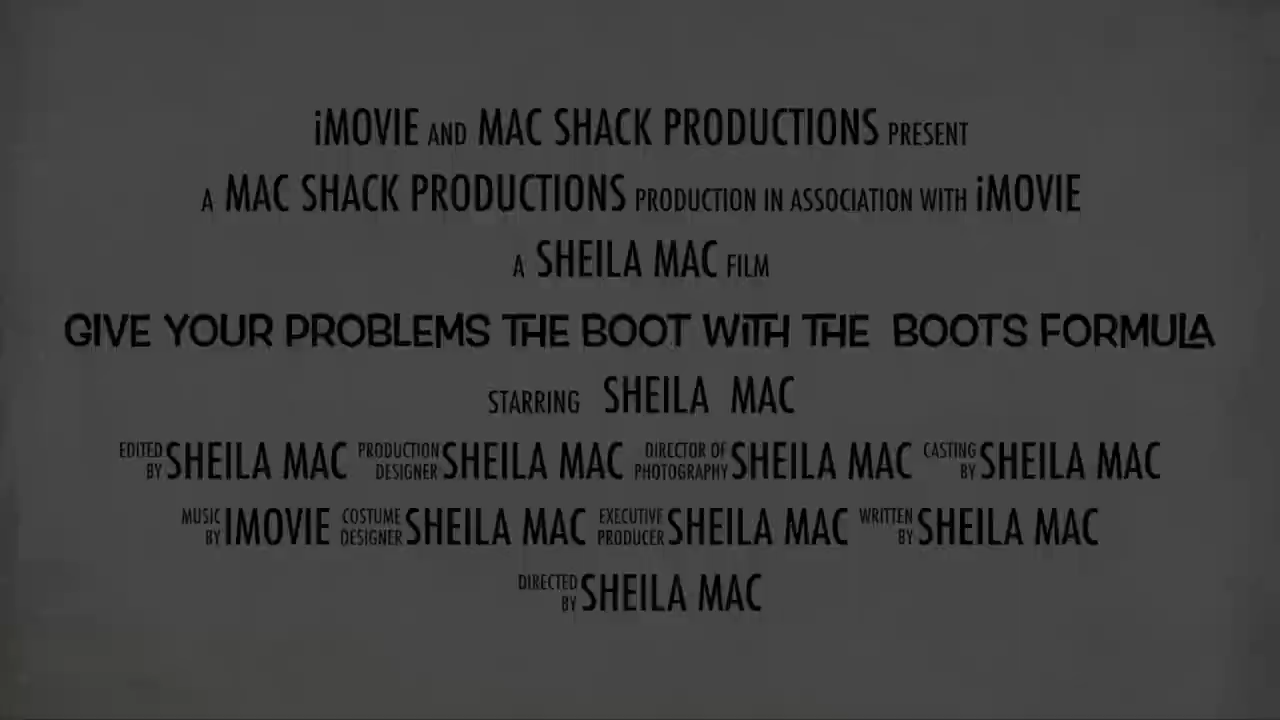 iMOVIE AND MAC SHACK PRODUCTIONS PRESENT
A MAC SHACK PRODUCTIONS PRODUCTION IN ASSOCIATION WITH iMOVIE
A SHEILA MAC FILM
GIVE YOUR PROBLEMS THE BOOT WITH THE BOOTS FORMULA
STARRING SHEILA MAC
EDITED BY SHEILA MAC PRODUCTION DESIGNER SHEILA MAC DIRECTOR OF PHOTOGRAPHY SHEILA MAC CASTING BY SHEILA MAC
MUSIC BY IMOVIE COSTUME DESIGNER SHEILA MAC EXECUTIVE PRODUCER SHEILA MAC WRITTEN BY SHEILA MAC
DIRECTED BY SHEILA MAC